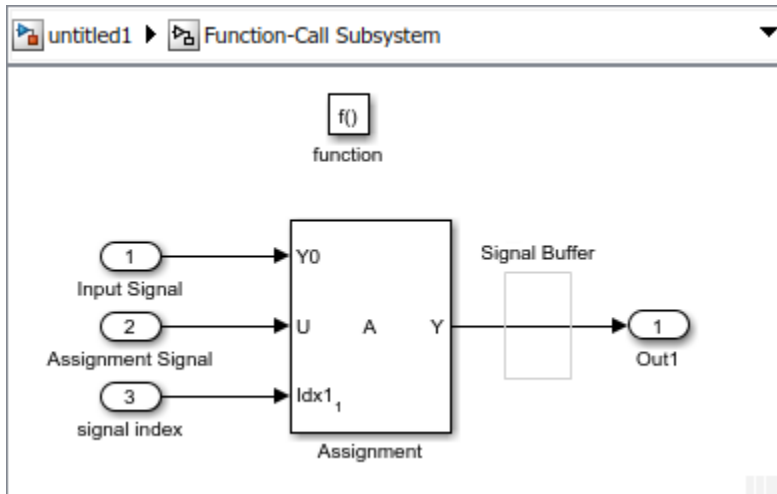 untitled1 Function-Call Subsystem
f()
function
1
Input Signal
2
Assignment Signal
3
signal index
Y0
U A Y
Idx1 1
Assignment
Signal Buffer
1
Out1